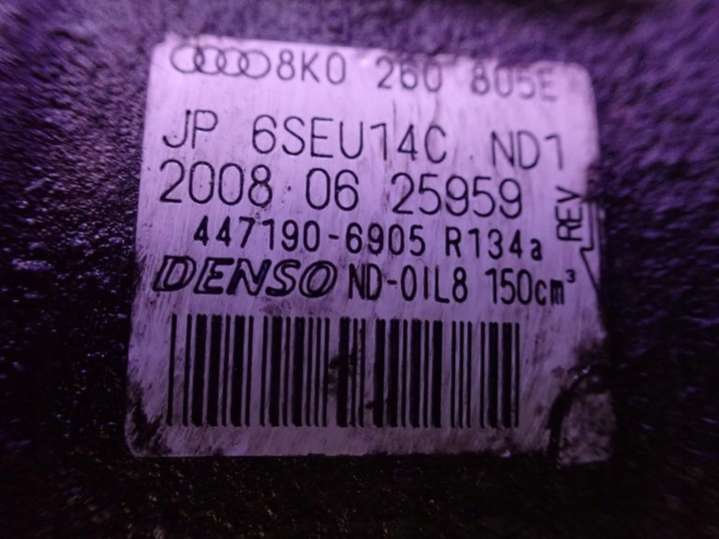 8K0 260 805E
JP 6SEU14C ND1
2008 06 25959
REV
447190-6905 R134a
DENSO ND-OIL8 150cm³